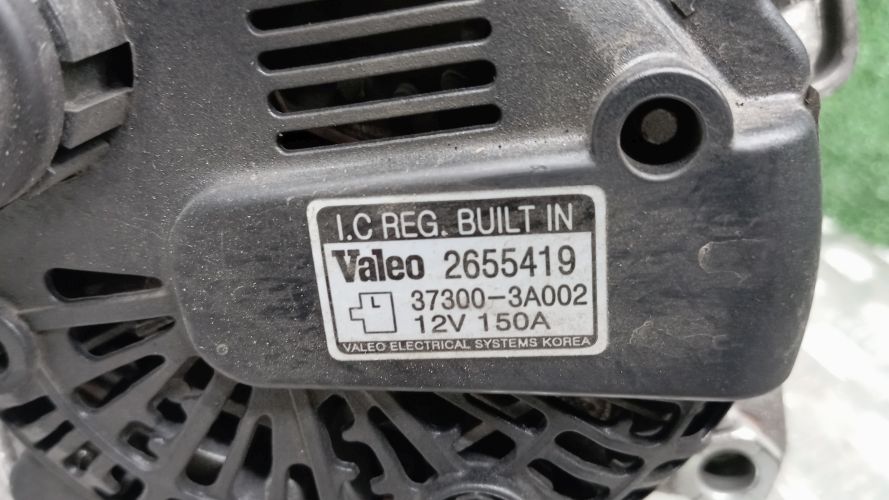 I.C REG. BUILT IN
Valeo 2655419
37300-3A002
L
12V 150A
VALEO ELECTRICAL SYSTEMS KOREA